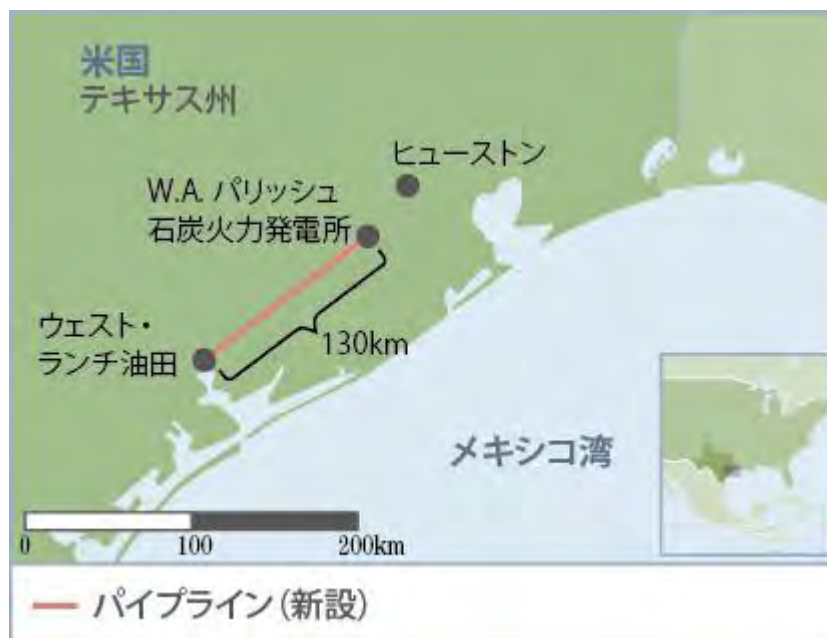 米国
テキサス州
ヒューストン
W.A. パリッシュ
石炭火力発電所
ウェスト・
ランチ油田
130km
メキシコ湾
0 100 200km
パイプライン(新設)